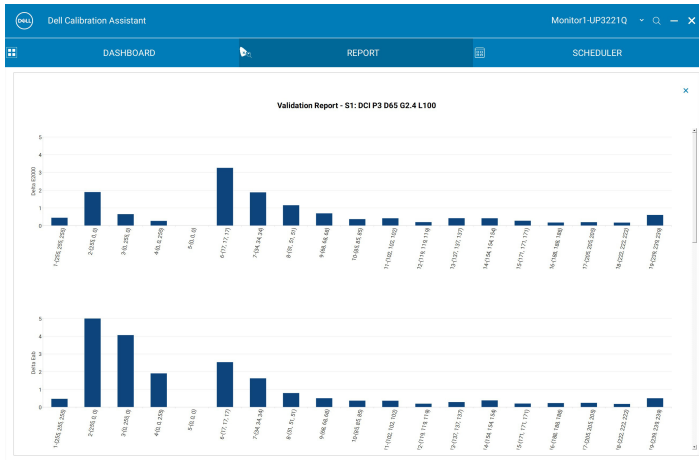 DELL
Dell Calibration Assistant
Monitor1-UP3221Q
DASHBOARD
REPORT
SCHEDULER
Validation Report - S1: DCI P3 D65 G2.4 L100
Delta E2000
5
4
3
2
1
0
1-(255, 255, 255)
2-(255, 0, 0)
3-(0, 255, 0)
4-(0, 0, 255)
5-(0, 0, 0)
6-(17, 17, 17)
7-(34, 34, 34)
8-(51, 51, 51)
9-(68, 68, 68)
10-(85, 85, 85)
11-(102, 102, 102)
12-(119, 119, 119)
13-(137, 137, 137)
14-(154, 154, 154)
15-(171, 171, 171)
16-(188, 188, 188)
17-(205, 205, 205)
18-(222, 222, 222)
19-(239, 239, 239)
Delta Eab
5
4
3
2
1
0
1-(255, 255, 255)
2-(255, 0, 0)
3-(0, 255, 0)
4-(0, 0, 255)
5-(0, 0, 0)
6-(17, 17, 17)
7-(34, 34, 34)
8-(51, 51, 51)
9-(68, 68, 68)
10-(85, 85, 85)
11-(102, 102, 102)
12-(119, 119, 119)
13-(137, 137, 137)
14-(154, 154, 154)
15-(171, 171, 171)
16-(188, 188, 188)
17-(205, 205, 205)
18-(222, 222, 222)
19-(239, 239, 239)